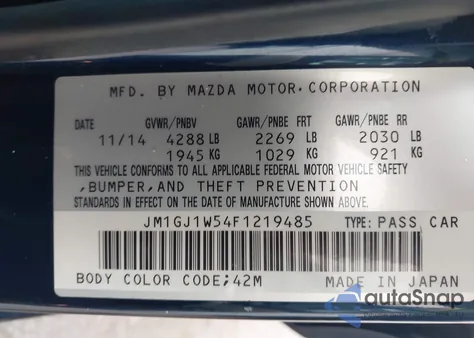 MFD. BY MAZDA MOTOR CORPORATION
DATE GVWR/PNBV GAWR/PNBE FR GAWR/PNBE RR
11/14 4288 LB 2269 LB 2030 LB
1945 KG 1029 KG 921 KG
THIS VEHICLE CONFORMS TO ALL APPLICABLE FEDERAL MOTOR VEHICLE SAFETY
,BUMPER,AND THEFT PREVENTION
STANDARDS IN EFFECT ON THE DATE OF MANUFACTURE SHOWN ABOVE.
JM1GJ1W54F1219485 TYPE: PASS CAR
BODY COLOR CODE;42M MADE IN JAPAN
autoSnap